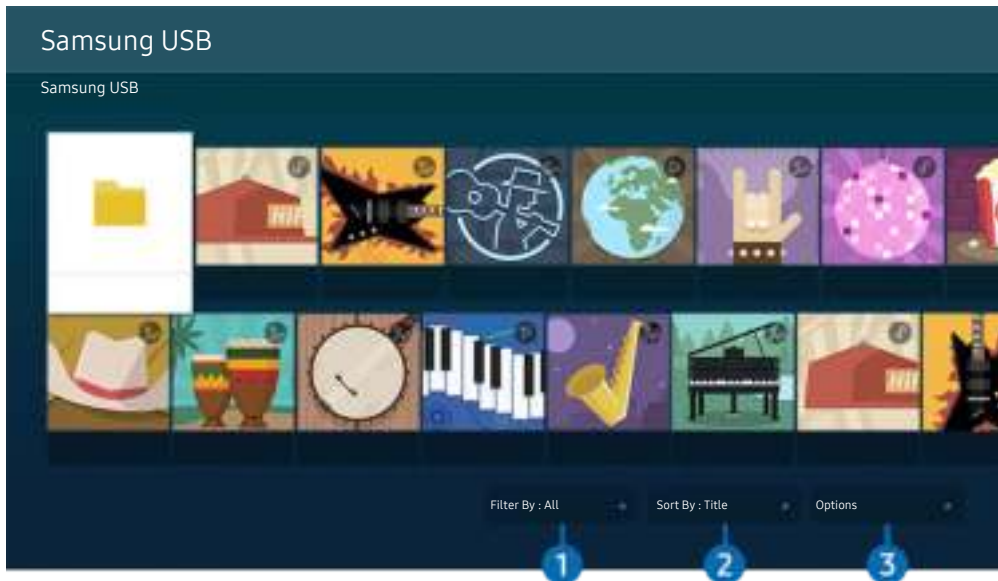 Samsung USB
Samsung USB
Filter By : All
Sort By : Title
Options
1
2
3